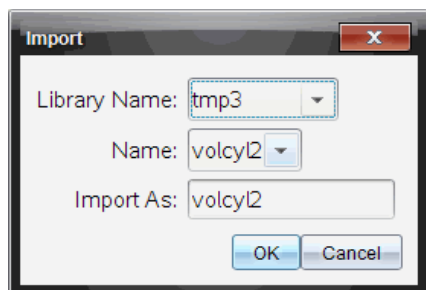 Import
Library Name: tmp3
Name: volcyl2
Import As: volcyl2
OK Cancel